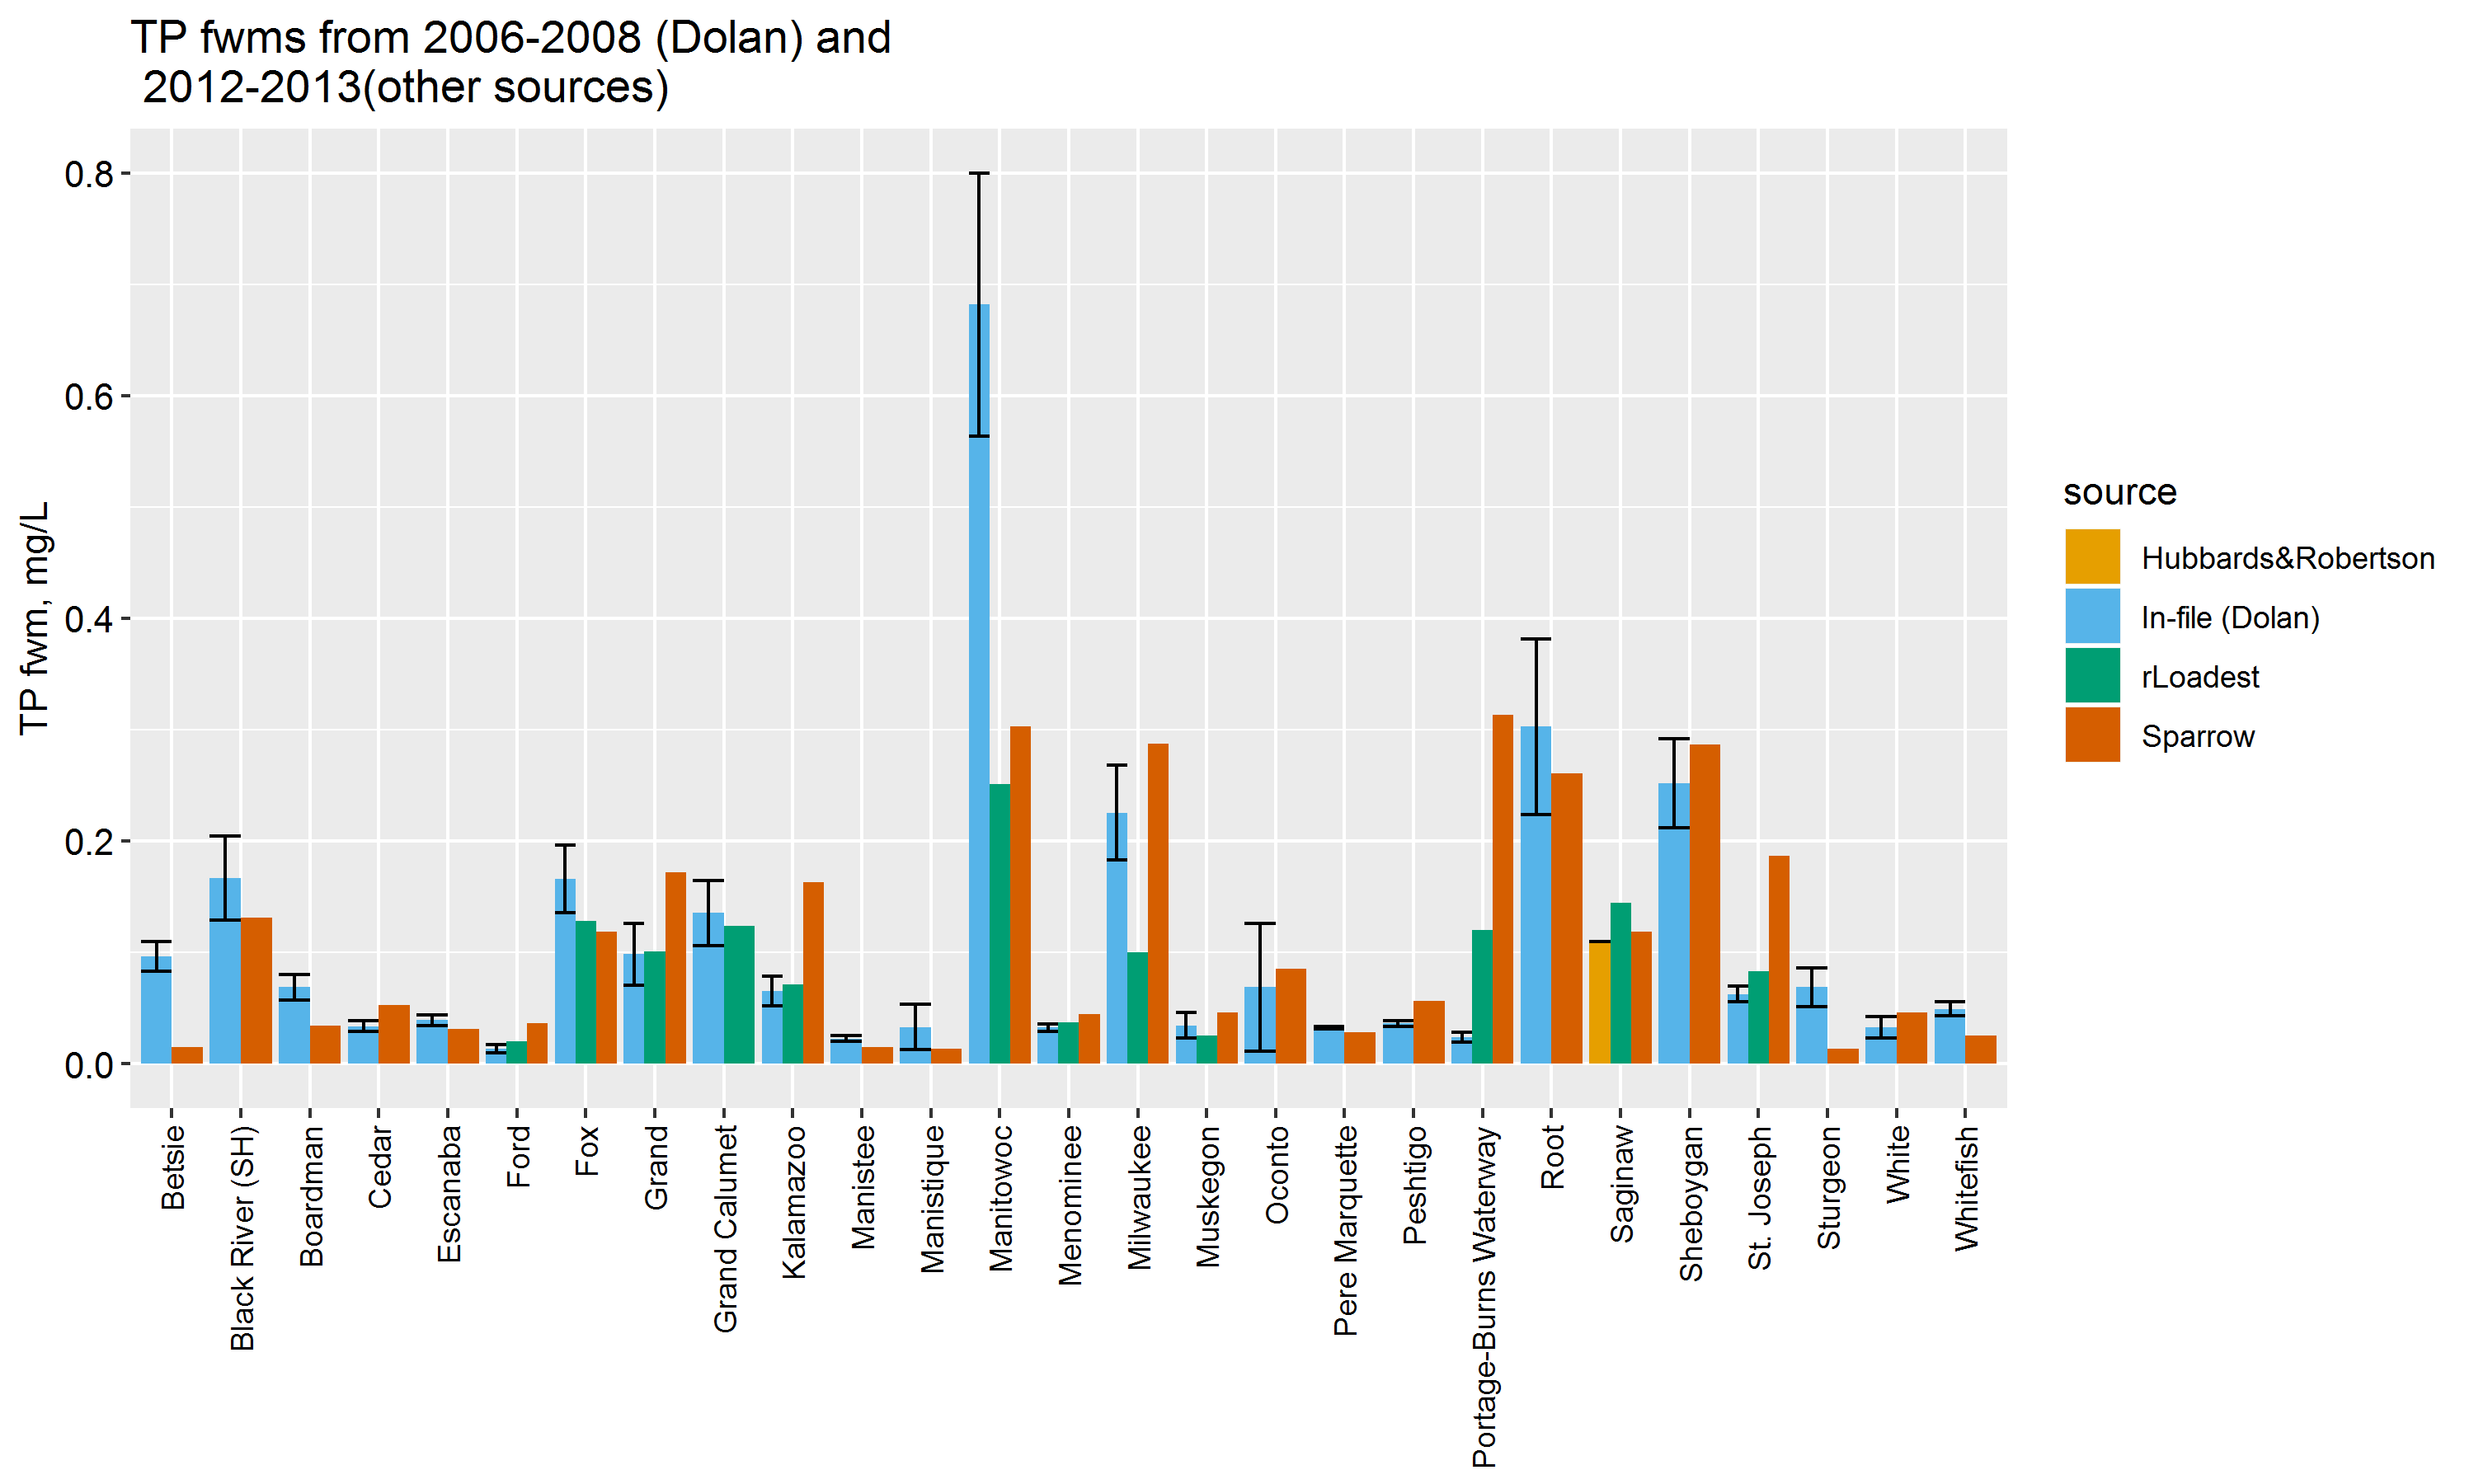 TP fwms from 2006-2008 (Dolan) and
2012-2013(other sources)
TP fwm, mg/L
0.8
0.6
0.4
0.2
0.0
Betsie
Black River (SH)
Boardman
Cedar
Escanaba
Ford
Fox
Grand
Grand Calumet
Kalamazoo
Manistee
Manistique
Manitowoc
Menominee
Milwaukee
Muskegon
Oconto
Pere Marquette
Peshtigo
Portage-Burns Waterway
Root
Saginaw
Sheboygan
St. Joseph
Sturgeon
White
Whitefish
source
Hubbards&Robertson
In-file (Dolan)
rLoadest
Sparrow